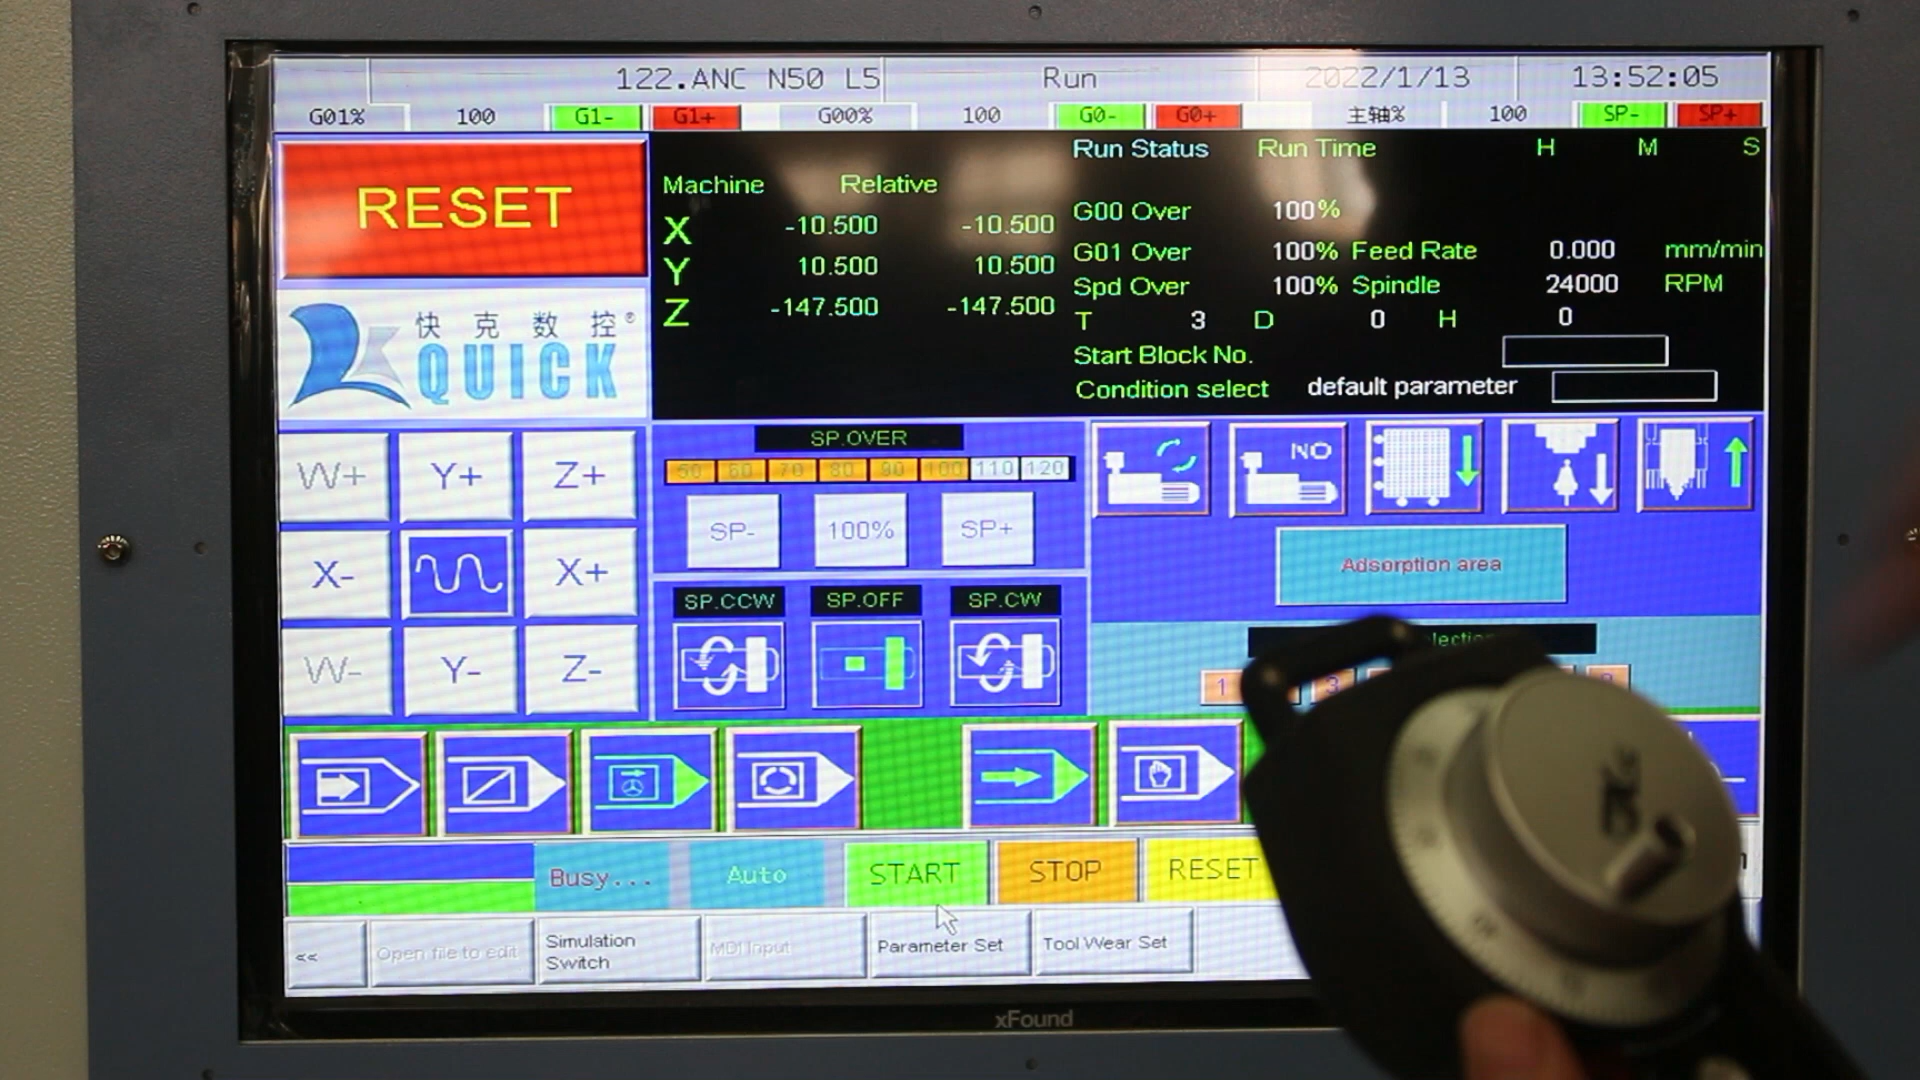 122.ANC N50 L5 Run 2022/1/13 13:52:05
G01% 100 G1- G1+ G00% 100 G0- G0+ 主轴% 100 SP- SP+
RESET
快克数控®
QUICK
Machine Relative
X -10.500 -10.500
Y 10.500 10.500
Z -147.500 -147.500
Run Status Run Time H M S
G00 Over 100%
G01 Over 100% Feed Rate 0.000 mm/min
Spd Over 100% Spindle 24000 RPM
T 3 D 0 H 0
Start Block No.
Condition select default parameter
W+ Y+ Z+
X- X+
W- Y- Z-
SP.OVER
50 60 70 80 90 100 110 120
SP- 100% SP+
SP.CCW SP.OFF SP.CW
NO
Adsorption area
1 3
Busy... Auto START STOP RESET
<< Open file to edit Simulation Switch MDI Input Parameter Set Tool Wear Set
xFound